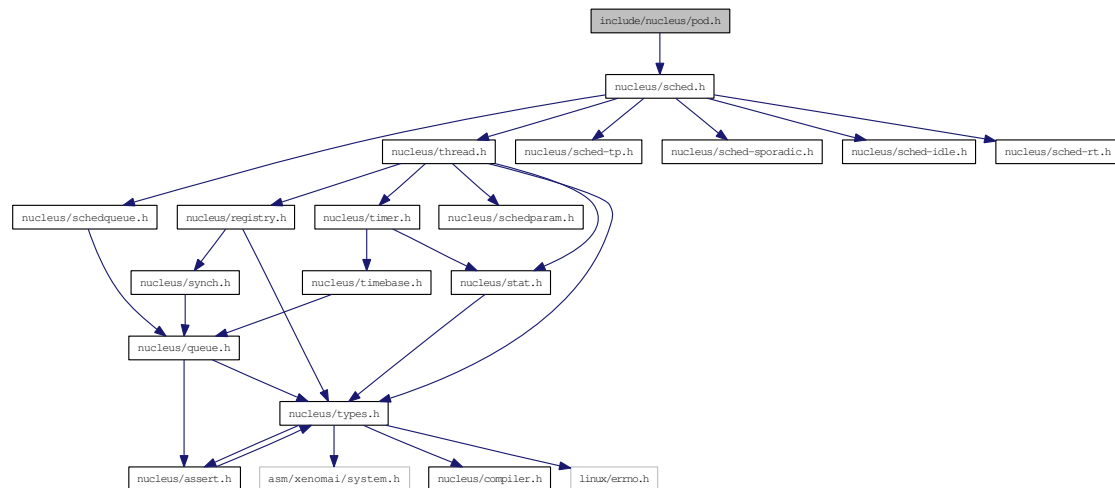 include/nucleus/pod.h
nucleus/sched.h
nucleus/thread.h
nucleus/sched-tp.h
nucleus/sched-sporadic.h
nucleus/sched-idle.h
nucleus/sched-rt.h
nucleus/schedqueue.h
nucleus/registry.h
nucleus/timer.h
nucleus/schedparam.h
nucleus/synch.h
nucleus/timebase.h
nucleus/stat.h
nucleus/queue.h
nucleus/types.h
nucleus/assert.h
asm/xenomai/system.h
nucleus/compiler.h
linux/errno.h